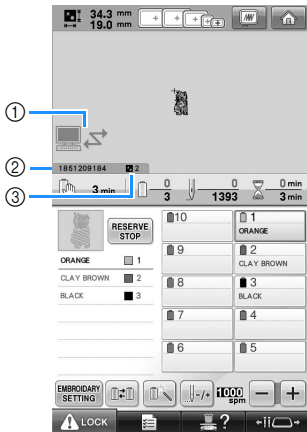 34.3 mm
19.0 mm
①
② 1851209184 2
③
3 min 0 3 0 1393 0 min 3 min
RESERVE STOP
ORANGE 1
CLAY BROWN 2
BLACK 3
10 1 ORANGE
9 2 CLAY BROWN
8 3 BLACK
7 4
6 5
EMBROIDARY SETTING -/+ 1000 spm − +
LOCK ?